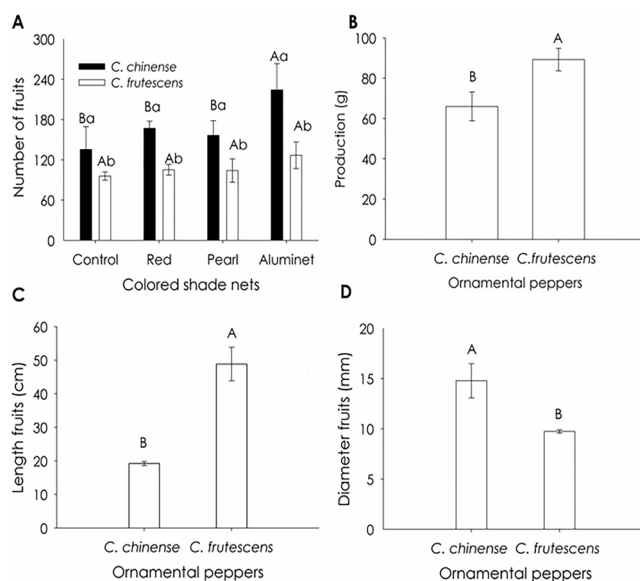 A
Number of fruits
300
240
180
120
60
0
C. chinense
C. frutescens
Ba
Ab
Ba
Ab
Ba
Ab
Aa
Ab
Control
Red
Pearl
Aluminet
Colored shade nets
B
Production (g)
100
80
60
40
20
0
B
A
C. chinense
C.frutescens
Ornamental peppers
C
Length fruits (cm)
60
50
40
30
20
10
0
B
A
C. chinense
C. frutescens
Ornamental peppers
D
Diameter fruits (mm)
20
15
10
5
0
A
B
C. chinense
C. frutescens
Ornamental peppers